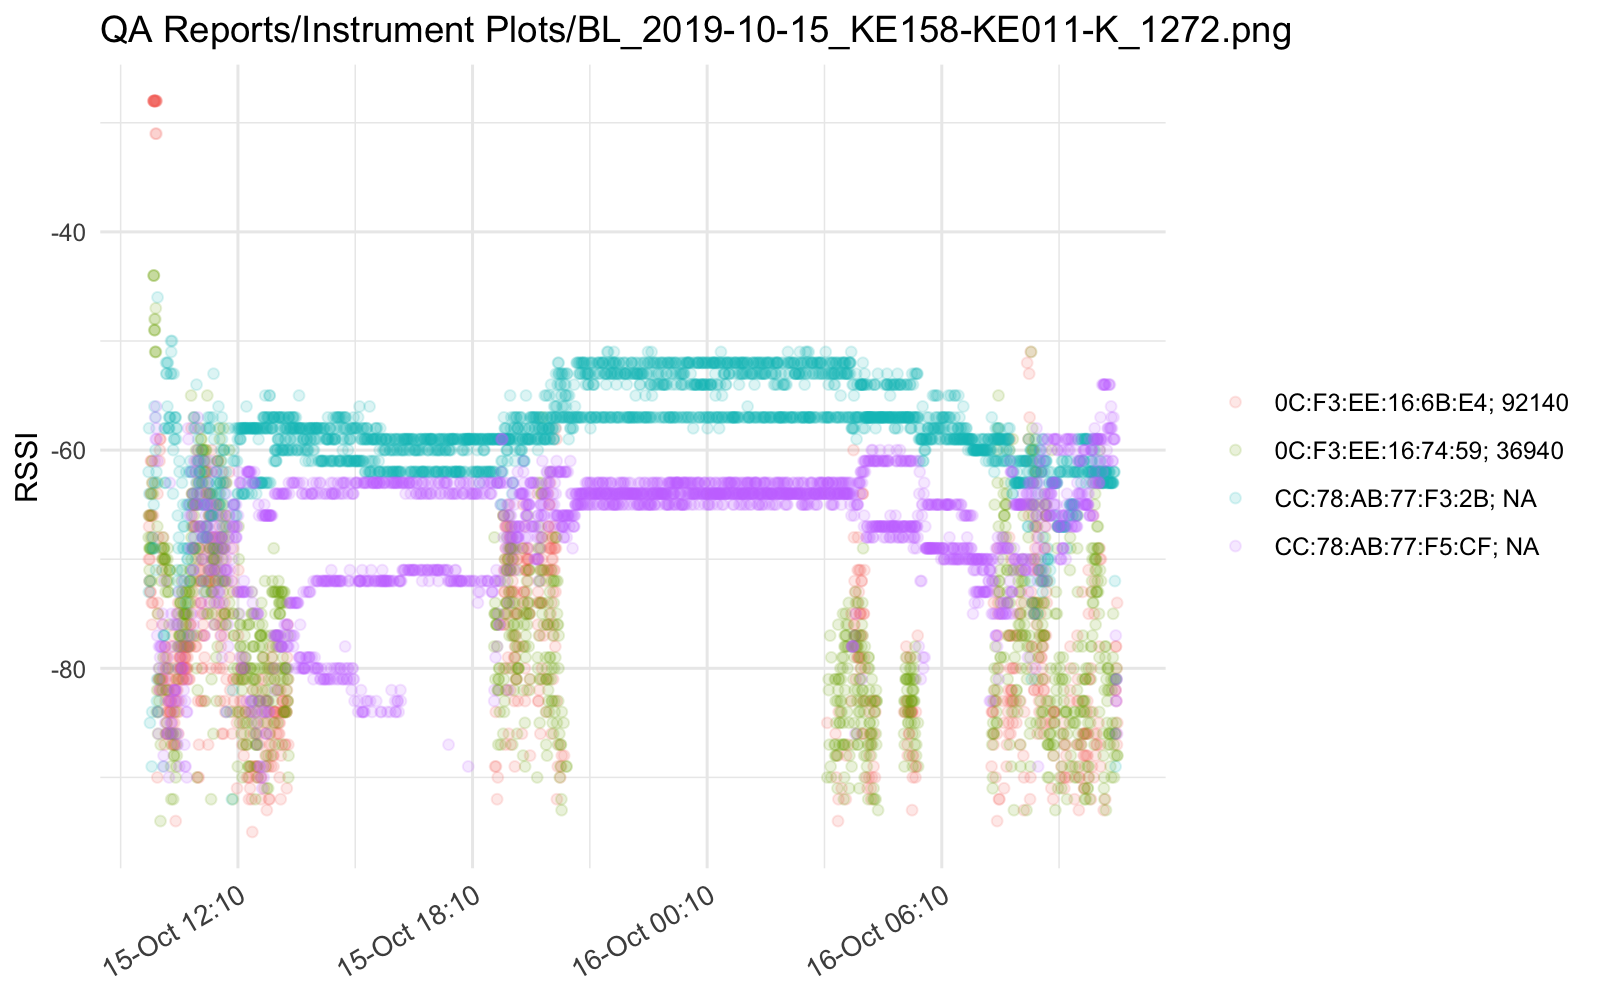 QA Reports/Instrument Plots/BL_2019-10-15_KE158-KE011-K_1272.png
RSSI
-40
-60
-80
15-Oct 12:10
15-Oct 18:10
16-Oct 00:10
16-Oct 06:10
0C:F3:EE:16:6B:E4; 92140
0C:F3:EE:16:74:59; 36940
CC:78:AB:77:F3:2B; NA
CC:78:AB:77:F5:CF; NA